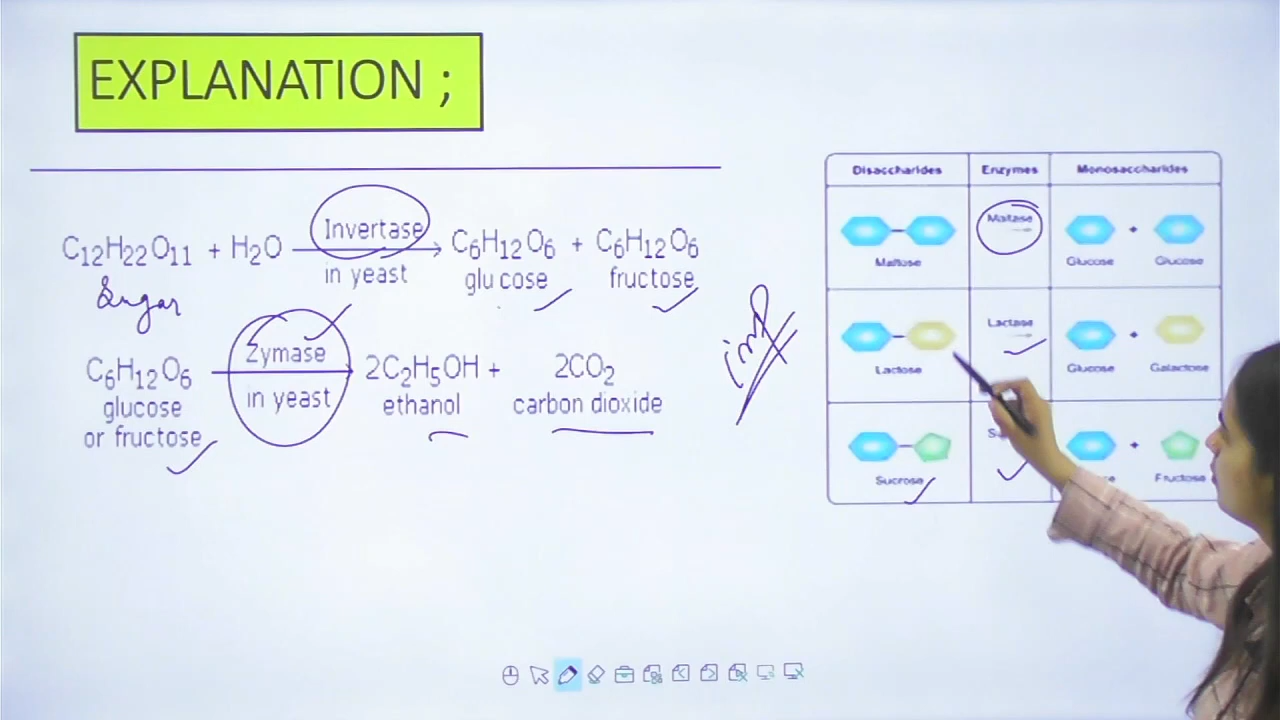 EXPLANATION ;
C12H22O11 + H2O Invertase in yeast C6H12O6 + C6H12O6
glucose fructose
Sugar
C6H12O6 Zymase in yeast 2C2H5OH + 2CO2
glucose ethanol carbon dioxide
or fructose
imp
Disaccharides Enzymes Monosaccharides
Maltase
Maltose Glucose Glucose
Lactase
Lactose Glucose Galactose
Sucrose Fructose